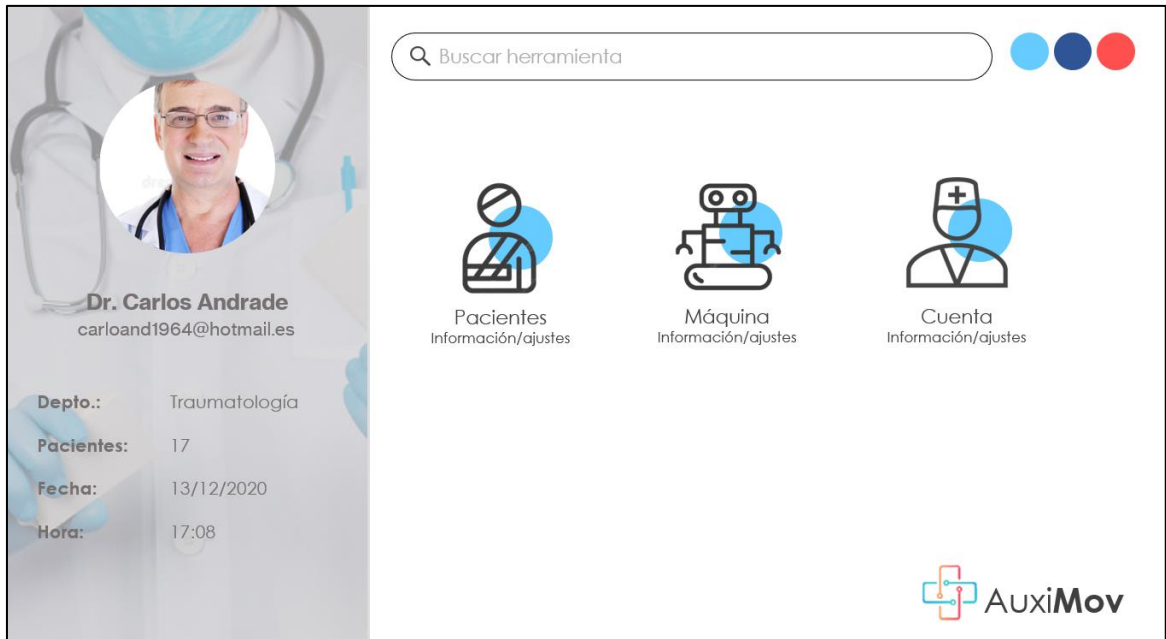 Buscar herramienta
Dr. Carlos Andrade
carloand1964@hotmail.es
Depto.: Traumatología
Pacientes: 17
Fecha: 13/12/2020
Hora: 17:08
Pacientes
Información/ajustes
Máquina
Información/ajustes
Cuenta
Información/ajustes
AuxiMov